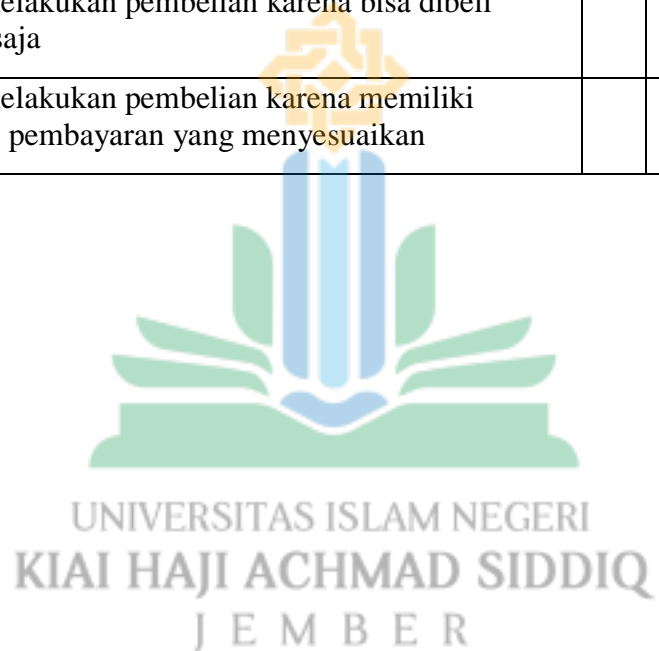 elakukan pembelian karena bisa dibeli
saja
elakukan pembelian karena memiliki
pembayaran yang menyesuaikan
UNIVERSITAS ISLAM NEGERI
KIAI HAJI ACHMAD SIDDIQ
JEMBER